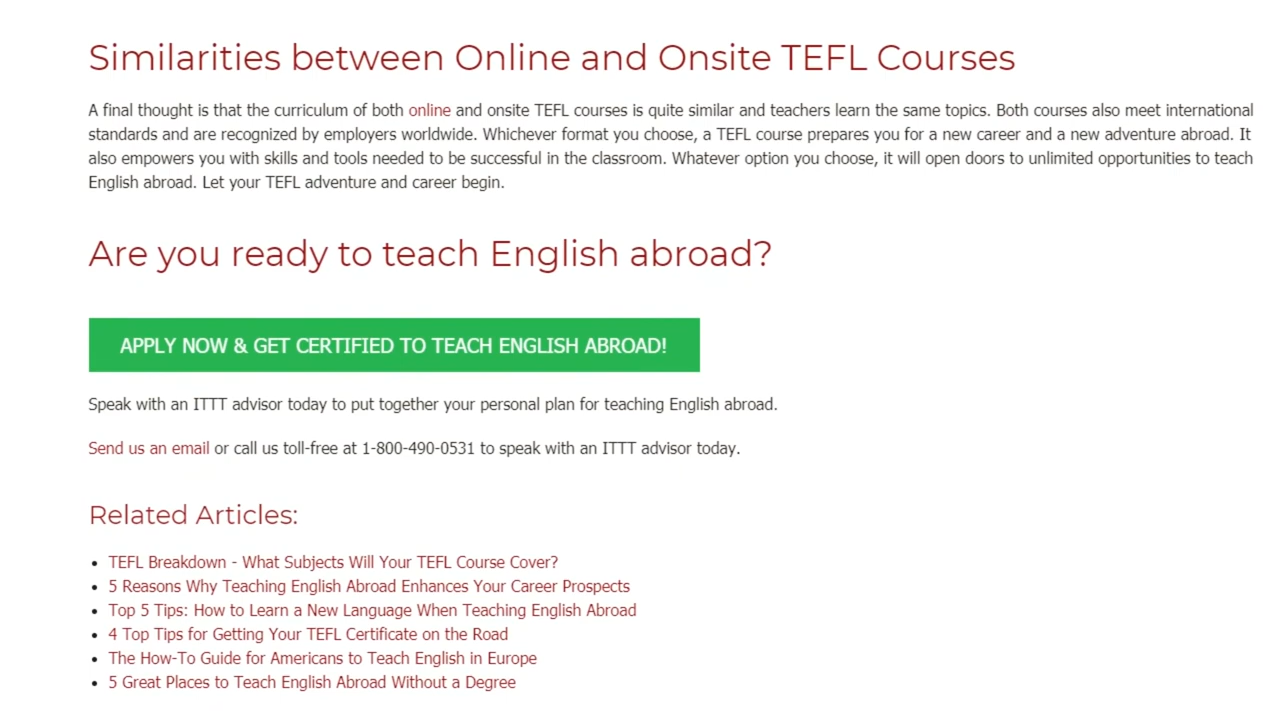 Similarities between Online and Onsite TEFL Courses
A final thought is that the curriculum of both online and onsite TEFL courses is quite similar and teachers learn the same topics. Both courses also meet international
standards and are recognized by employers worldwide. Whichever format you choose, a TEFL course prepares you for a new career and a new adventure abroad. It
also empowers you with skills and tools needed to be successful in the classroom. Whatever option you choose, it will open doors to unlimited opportunities to teach
English abroad. Let your TEFL adventure and career begin.
Are you ready to teach English abroad?
APPLY NOW & GET CERTIFIED TO TEACH ENGLISH ABROAD!
Speak with an ITTT advisor today to put together your personal plan for teaching English abroad.
Send us an email or call us toll-free at 1-800-490-0531 to speak with an ITTT advisor today.
Related Articles:
• TEFL Breakdown - What Subjects Will Your TEFL Course Cover?
• 5 Reasons Why Teaching English Abroad Enhances Your Career Prospects
• Top 5 Tips: How to Learn a New Language When Teaching English Abroad
• 4 Top Tips for Getting Your TEFL Certificate on the Road
• The How-To Guide for Americans to Teach English in Europe
• 5 Great Places to Teach English Abroad Without a Degree